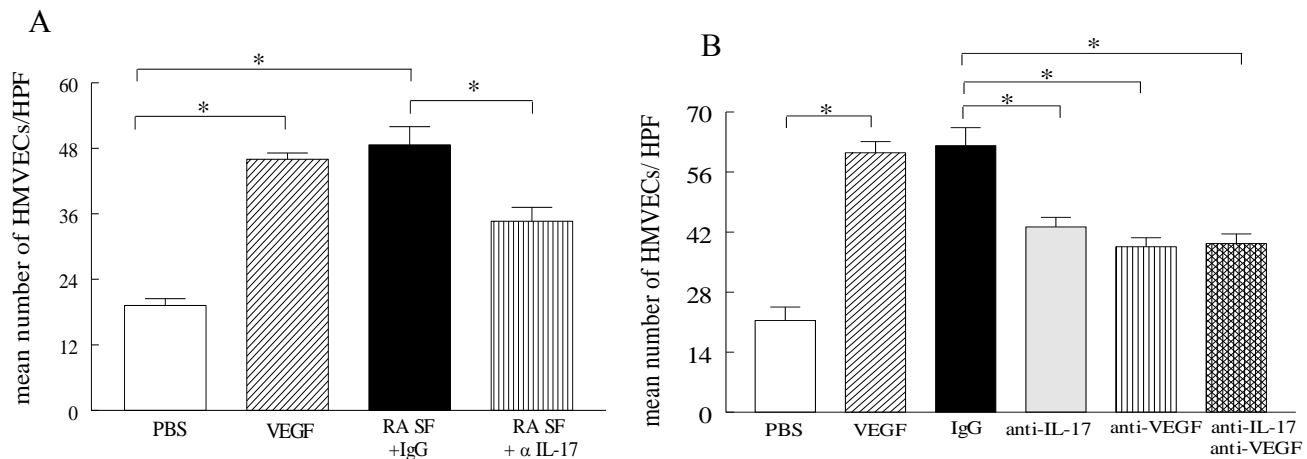 A
mean number of HMVECs/HPF
60
48
36
24
12
0
*
*
*
PBS
VEGF
RA SF
+IgG
RA SF
+ α IL-17
B
mean number of HMVECs/ HPF
70
56
42
28
14
0
*
*
*
*
PBS
VEGF
IgG
anti-IL-17
anti-VEGF
anti-IL-17
anti-VEGF